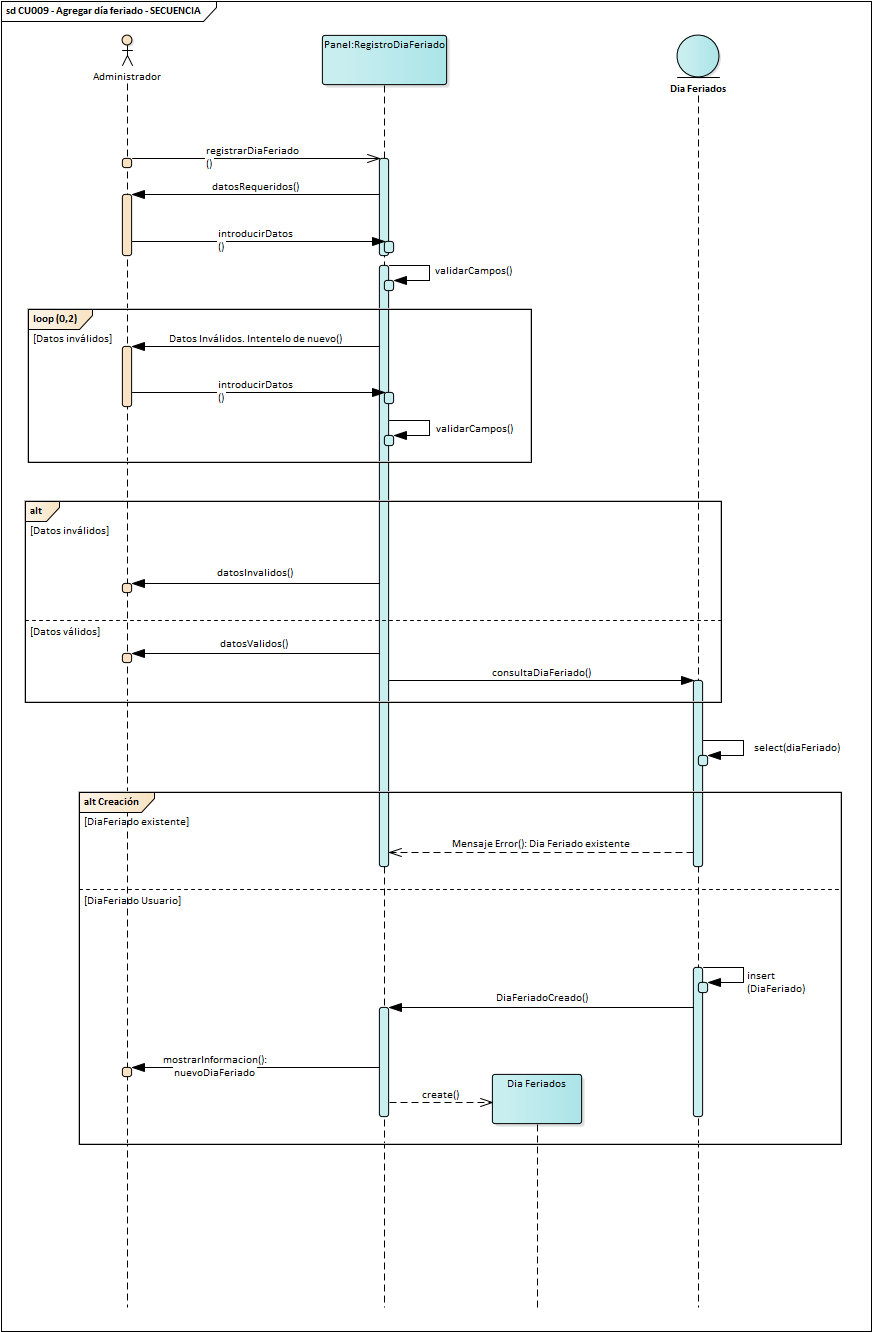 sd CU009 - Agregar día feriado - SECUENCIA
Administrador
Panel:RegistroDiaFeriado
Dia Feriados
registrarDiaFeriado
()
datosRequeridos()
introducirDatos
()
validarCampos()
loop (0,2)
[Datos inválidos]
Datos Inválidos. Intentelo de nuevo()
introducirDatos
()
validarCampos()
alt
[Datos inválidos]
datosInvalidos()
[Datos válidos]
datosValidos()
consultaDiaFeriado()
select(diaFeriado)
alt Creación
[DiaFeriado existente]
Mensaje Error(): Dia Feriado existente
[DiaFeriado Usuario]
insert
(DiaFeriado)
DiaFeriadoCreado()
mostrarInformacion():
nuevoDiaFeriado
Dia Feriados
create()